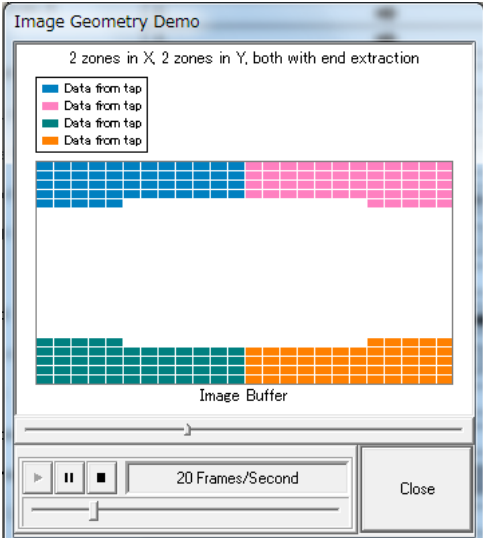 Image Geometry Demo
2 zones in X, 2 zones in Y, both with end extraction
Data from tap
Data from tap
Data from tap
Data from tap
Image Buffer
20 Frames/Second
Close